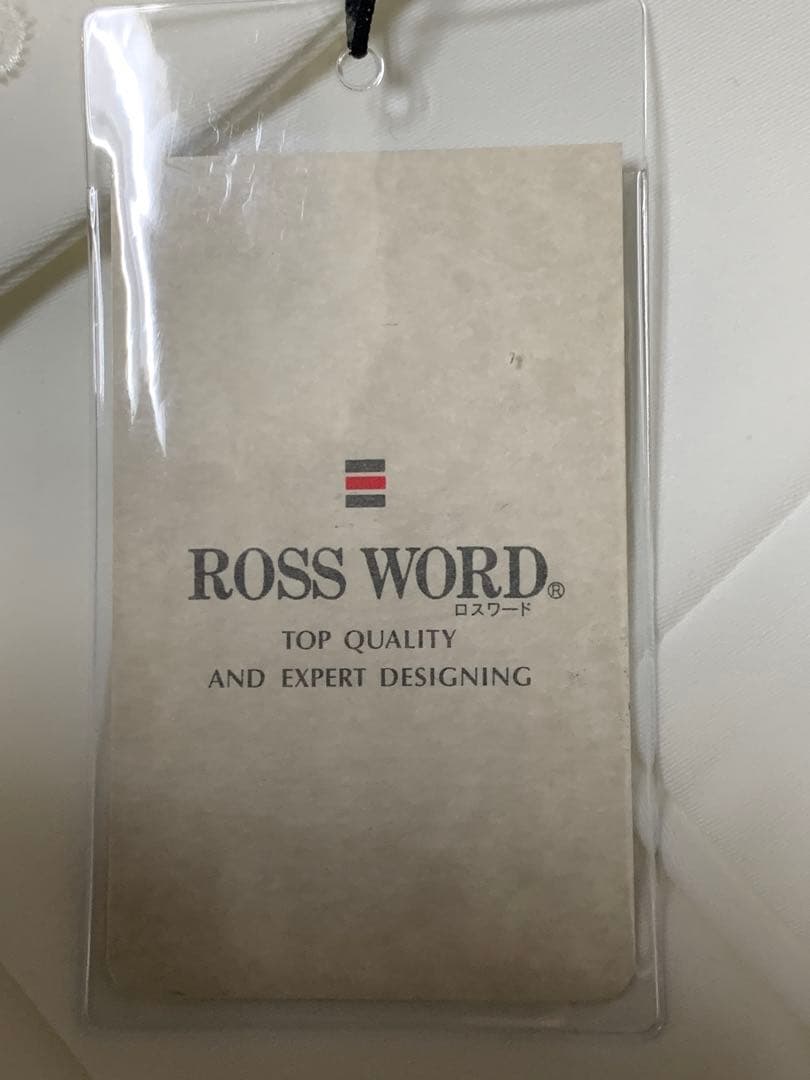 ROSS WORD®
ロスワード
TOP QUALITY
AND EXPERT DESIGNING